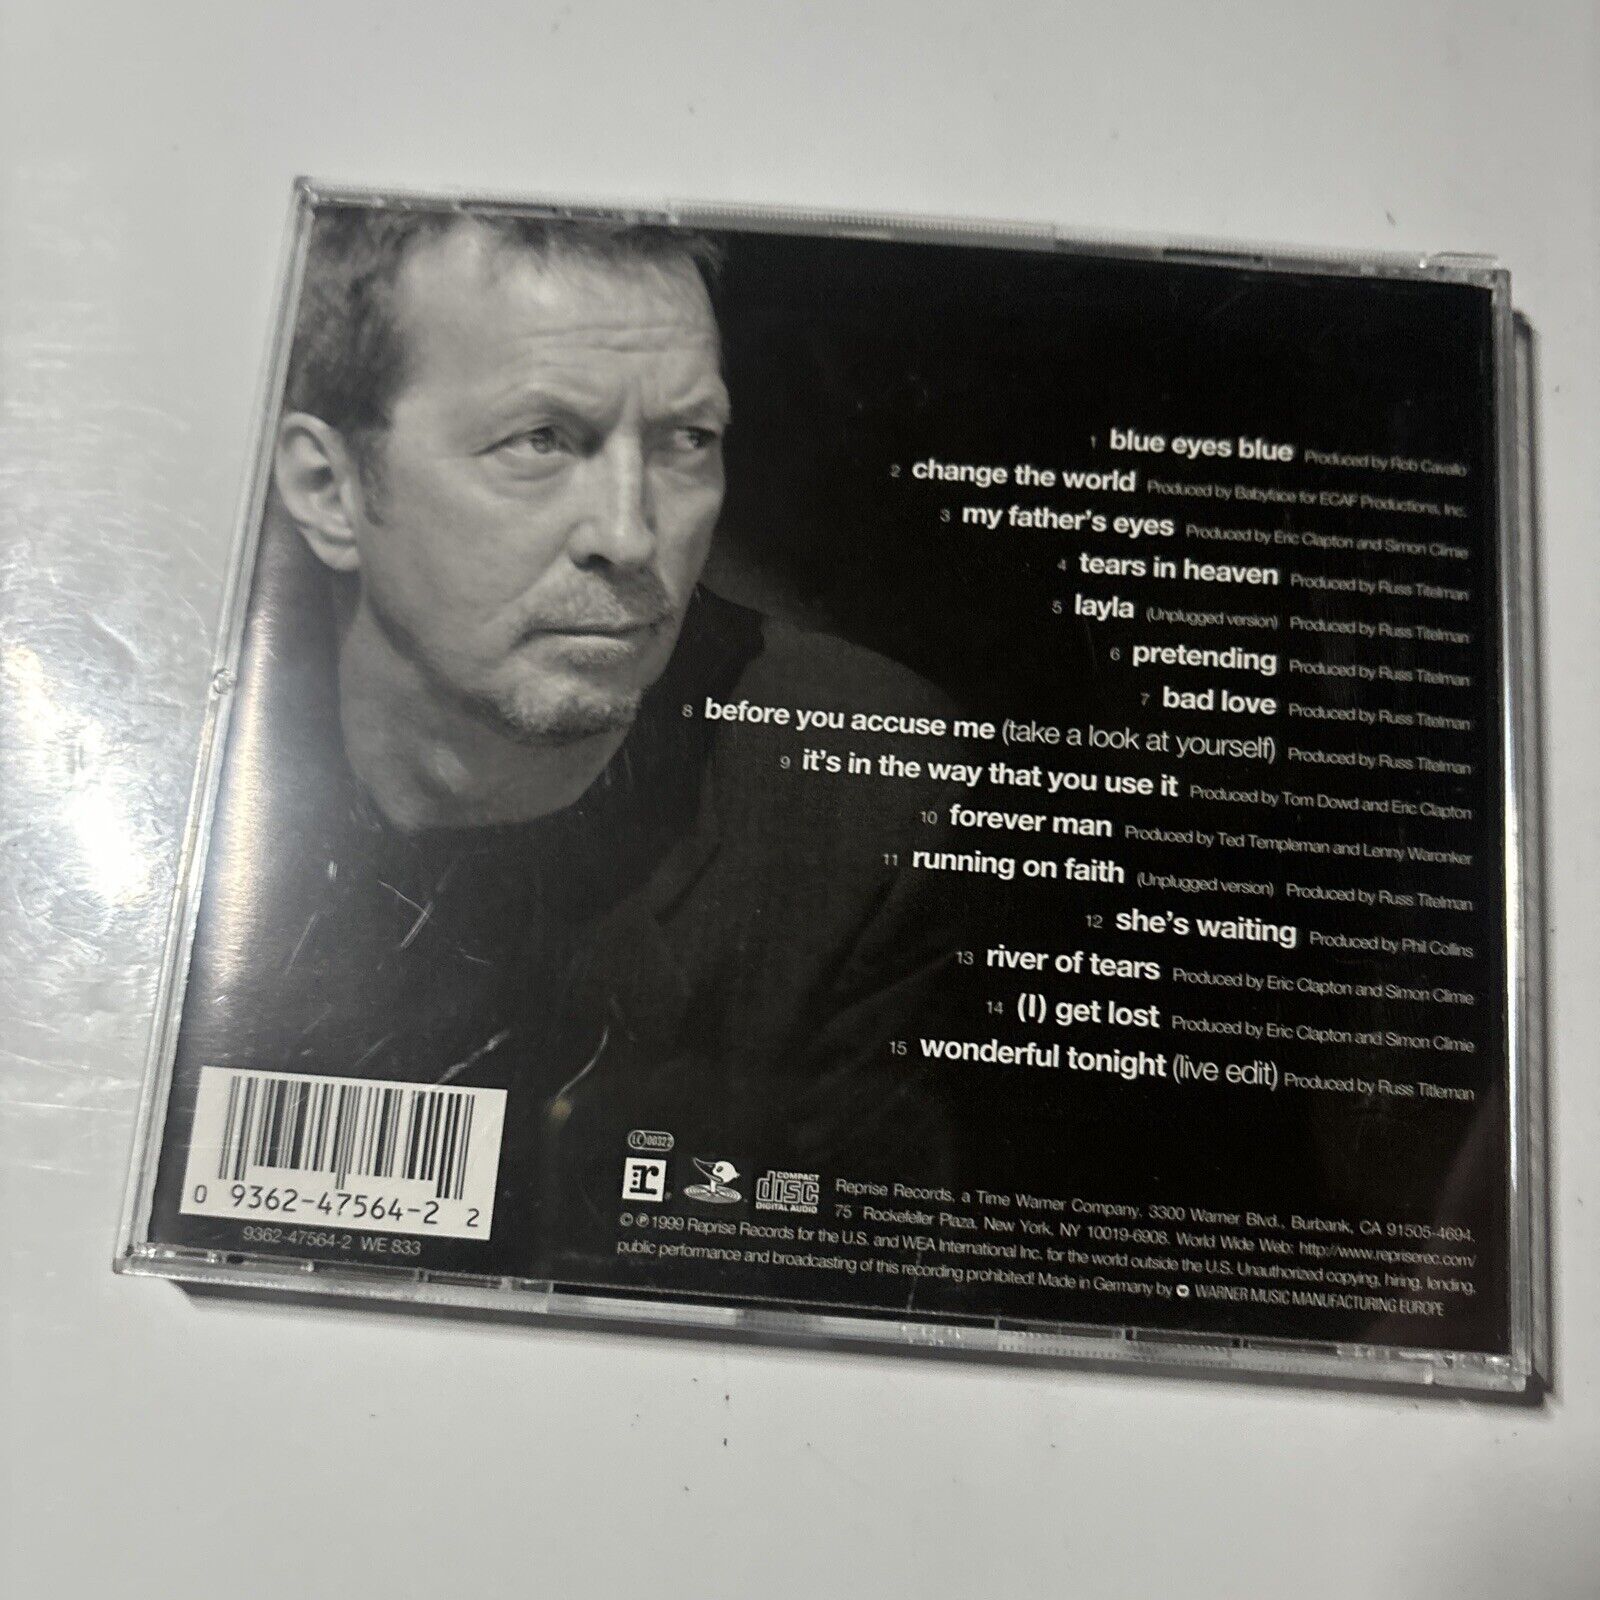 1 blue eyes blue Produced by Rob Cavallo
2 change the world Produced by Babyface for ECAF Productions, Inc.
3 my father's eyes Produced by Eric Clapton and Simon Climie
4 tears in heaven Produced by Russ Titelman
5 layla (Unplugged version) Produced by Russ Titelman
6 pretending Produced by Russ Titelman
7 bad love Produced by Russ Titelman
8 before you accuse me (take a look at yourself) Produced by Russ Titelman
9 it's in the way that you use it Produced by Tom Dowd and Eric Clapton
10 forever man Produced by Ted Templeman and Lenny Waronker
11 running on faith (Unplugged version) Produced by Russ Titelman
12 she's waiting Produced by Phil Collins
13 river of tears Produced by Eric Clapton and Simon Climie
14 (I) get lost Produced by Eric Clapton and Simon Climie
15 wonderful tonight (live edit) Produced by Russ Titleman
0 9362-47564-2 2
9362-47564-2 WE 833
LC 00322
r ®
COMPACT
disc
DIGITAL AUDIO
Reprise Records, a Time Warner Company, 3300 Warner Blvd., Burbank, CA 91505-4694.
75 Rockefeller Plaza, New York, NY 10019-6908. World Wide Web: http://www.repriserec.com/
© ℗ 1999 Reprise Records for the U.S. and WEA International Inc. for the world outside the U.S. Unauthorized copying, hiring, lending,
public performance and broadcasting of this recording prohibited! Made in Germany by WARNER MUSIC MANUFACTURING EUROPE